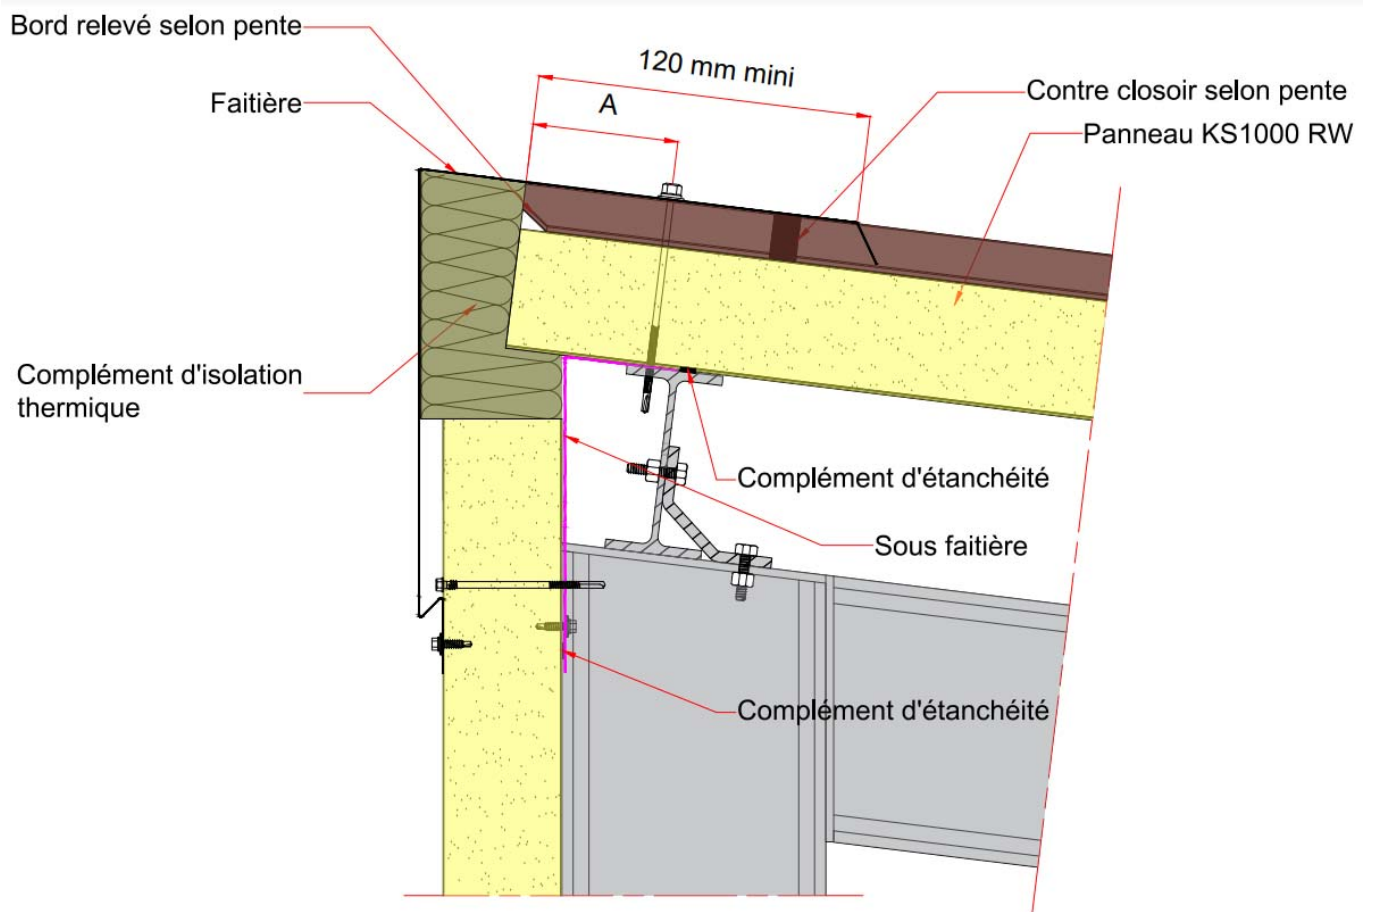 Bord relevé selon pente
120 mm mini
Faitière
A
Contre closoir selon pente
Panneau KS1000 RW
Complément d'isolation
thermique
Complément d'étanchéité
Sous faitière
Complément d'étanchéité